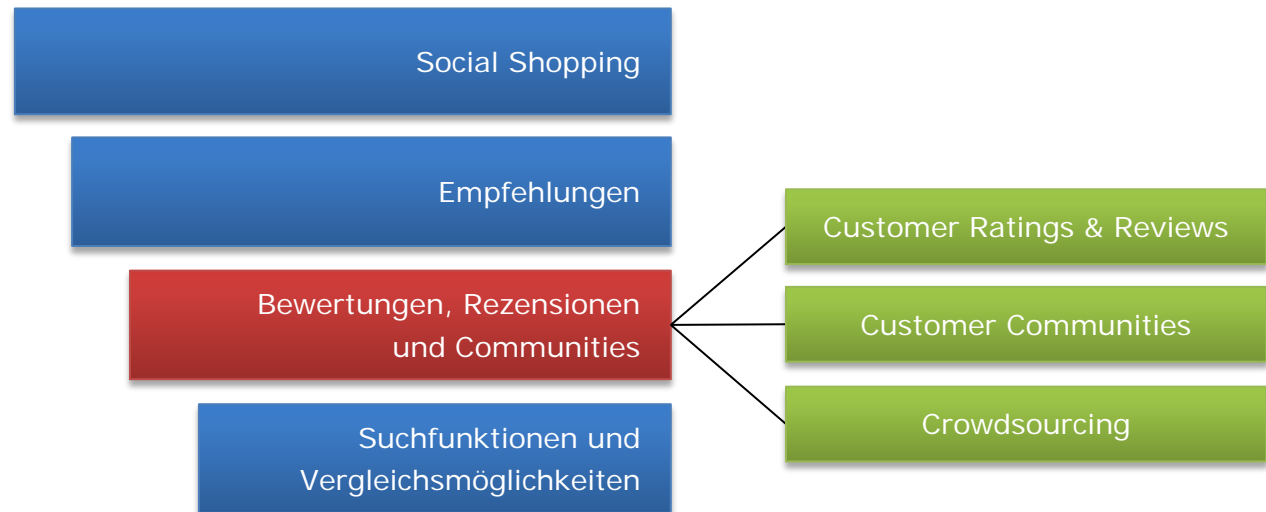 Social Shopping
Empfehlungen
Bewertungen, Rezensionen
und Communities
Suchfunktionen und
Vergleichsmöglichkeiten
Customer Ratings & Reviews
Customer Communities
Crowdsourcing